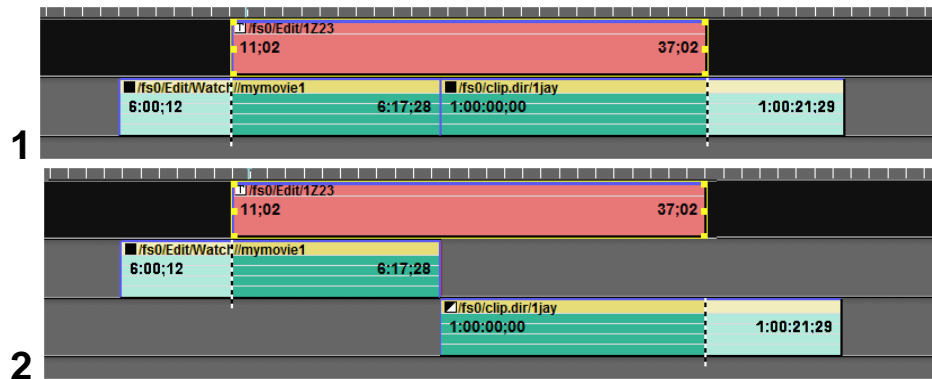 T /fs0/Edit/1Z23
11;02 37;02
/fs0/Edit/Watch//mymovie1 /fs0/clip.dir/1jay
6:00;12 6:17;28 1:00:00;00 1:00:21;29
1
T /fs0/Edit/1Z23
11;02 37;02
/fs0/Edit/Watch//mymovie1
6:00;12 6:17;28
/fs0/clip.dir/1jay
1:00:00;00 1:00:21;29
2